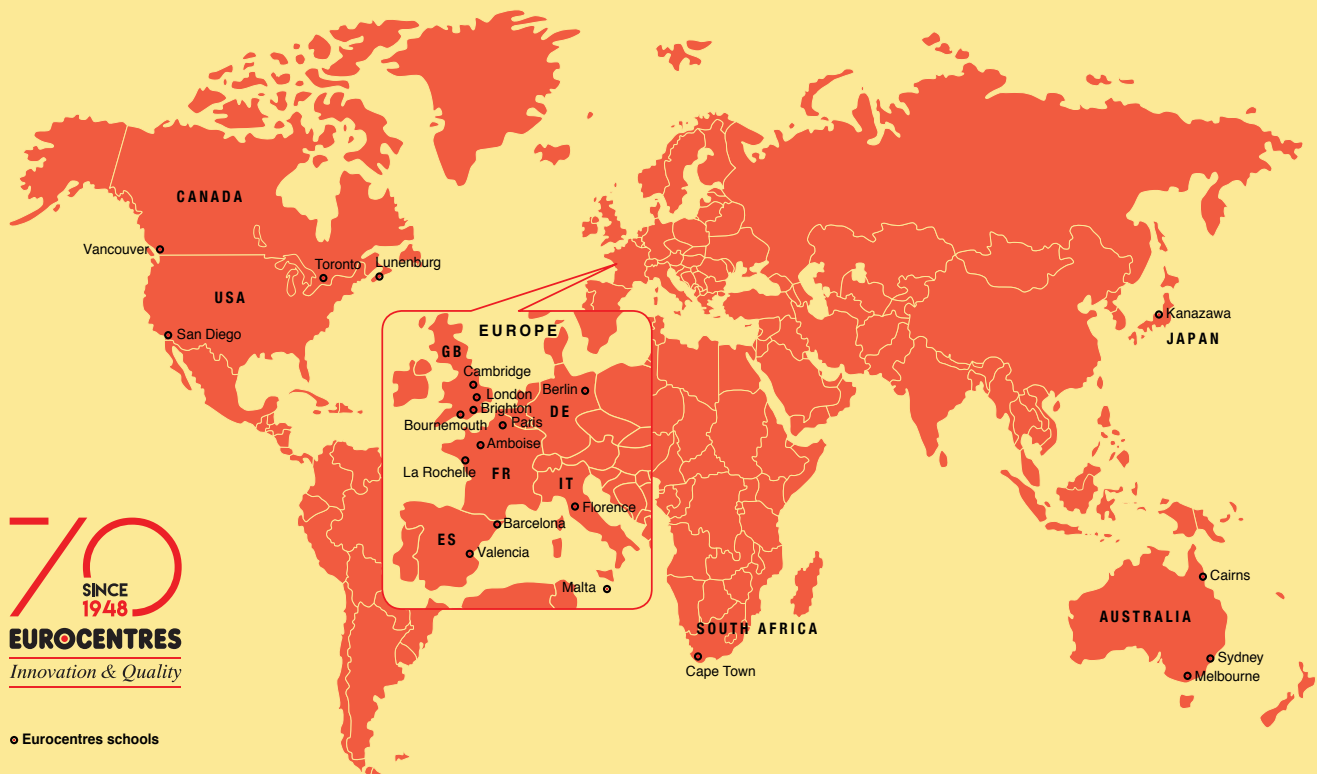 CANADA
Vancouver
Toronto
Lunenburg
USA
San Diego
EUROPE
GB
Cambridge
London
Berlin
Brighton
DE
Bournemouth
Paris
Amboise
La Rochelle
FR
IT
Florence
Barcelona
ES
Valencia
Malta
Kanazawa
JAPAN
Cairns
AUSTRALIA
Sydney
Melbourne
SOUTH AFRICA
Cape Town
70
SINCE
1948
EUROCENTRES
Innovation & Quality
Eurocentres schools